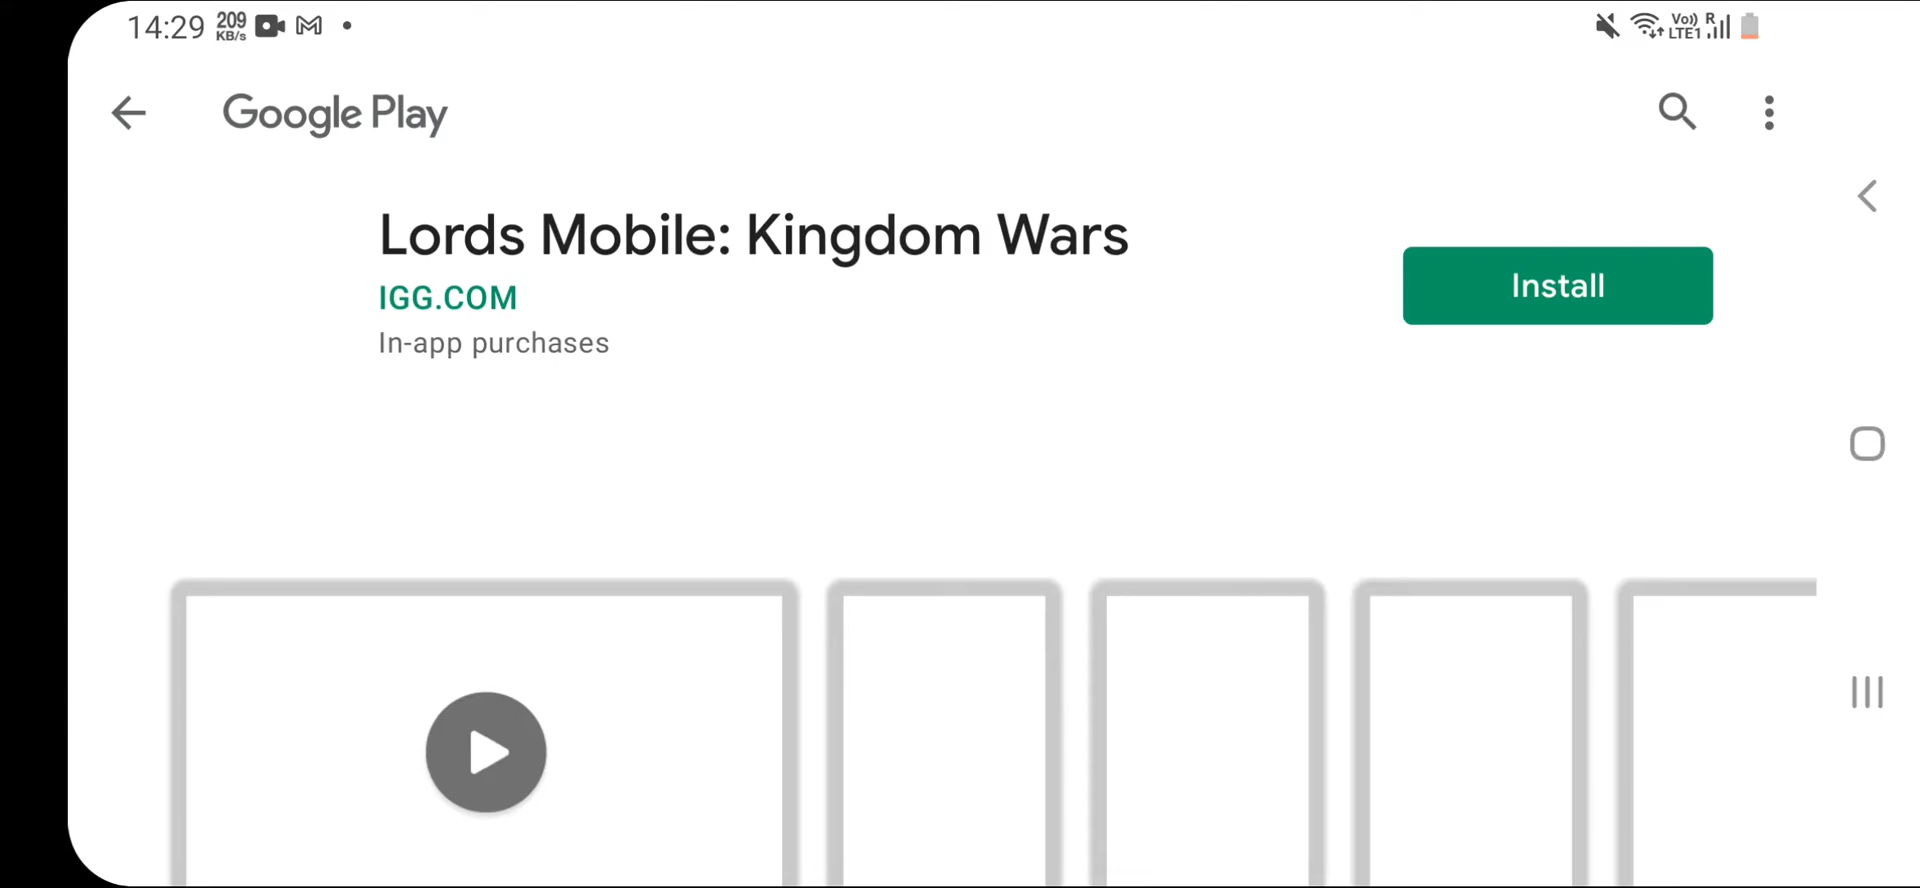 14:29 209 KB/s Vo)) LTE1 R
Google Play
Lords Mobile: Kingdom Wars
IGG.COM
In-app purchases
Install